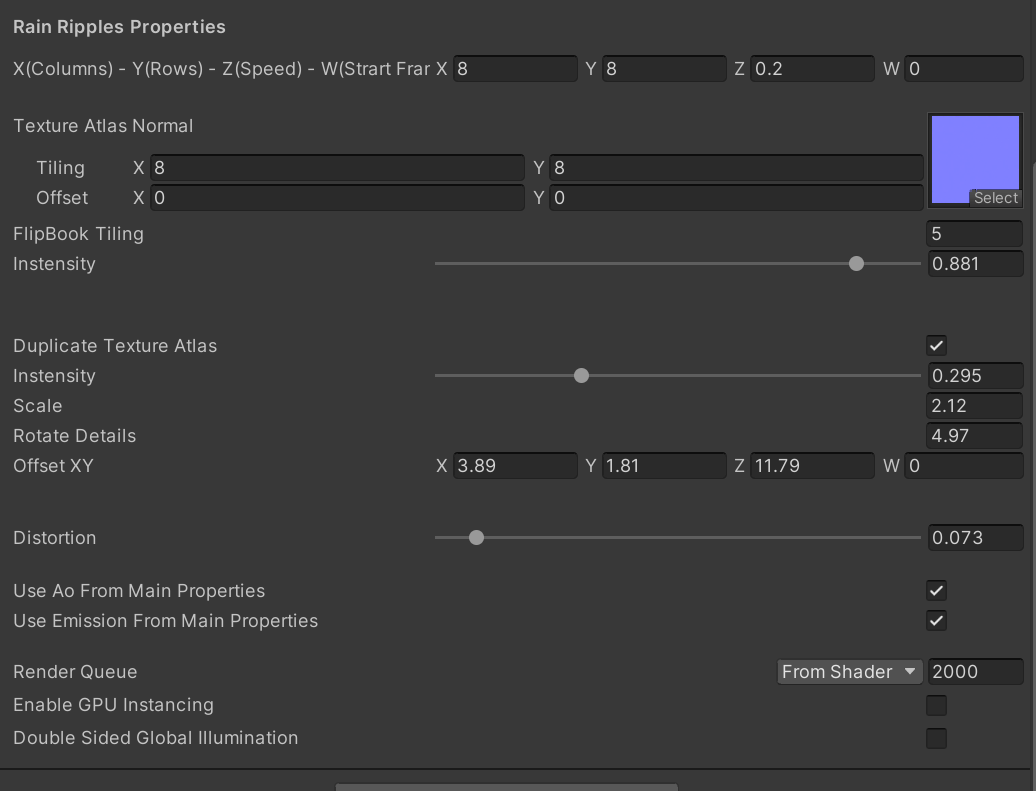 Rain Ripples Properties
X(Columns) - Y(Rows) - Z(Speed) - W(Strart Frar X 8 Y 8 Z 0.2 W 0
Texture Atlas Normal
Tiling X 8 Y 8
Offset X 0 Y 0
Select
FlipBook Tiling 5
Instensity 0.881
Duplicate Texture Atlas
Instensity 0.295
Scale 2.12
Rotate Details 4.97
Offset XY X 3.89 Y 1.81 Z 11.79 W 0
Distortion 0.073
Use Ao From Main Properties
Use Emission From Main Properties
Render Queue From Shader 2000
Enable GPU Instancing
Double Sided Global Illumination